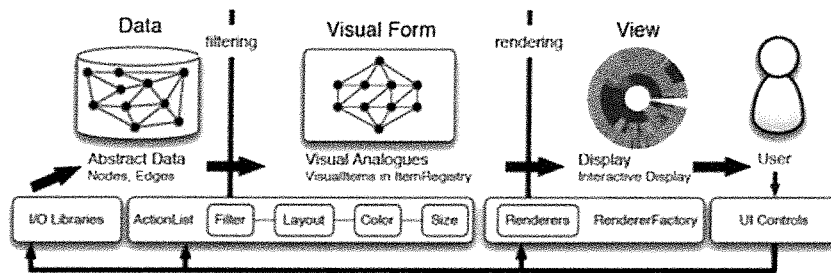 Data
filtering
Visual Form
rendering
View
Abstract Data
Nodes, Edges
Visual Analogues
VisualItems in ItemRegistry
Display
Interactive Display
User
I/O Libraries
ActionList
Filter
Layout
Color
Size
Renderers
RendererFactory
UI Controls